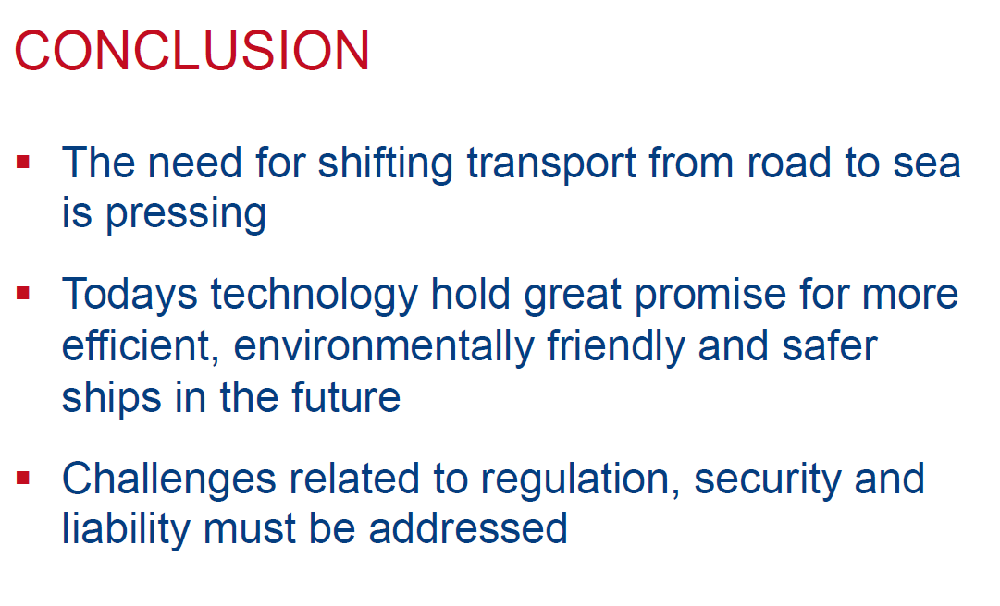 CONCLUSION
▪ The need for shifting transport from road to sea
is pressing
▪ Todays technology hold great promise for more
efficient, environmentally friendly and safer
ships in the future
▪ Challenges related to regulation, security and
liability must be addressed